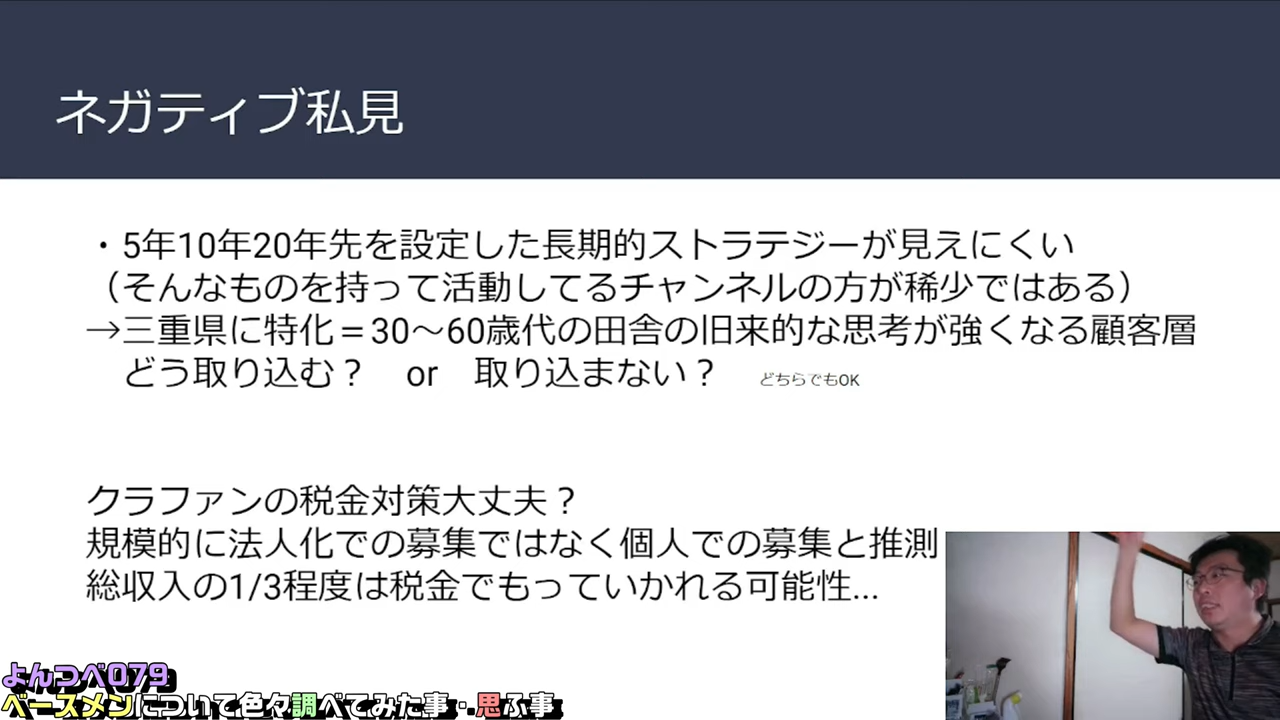 ネガティブ私見
・5年10年20年先を設定した長期的ストラテジーが見えにくい
（そんなものを持って活動してるチャンネルの方が稀少ではある）
→三重県に特化＝30～60歳代の田舎の旧来的な思考が強くなる顧客層
どう取り込む？　or　取り込まない？　どちらでもOK
クラファンの税金対策大丈夫？
規模的に法人化での募集ではなく個人での募集と推測
総収入の1/3程度は税金でもっていかれる可能性...
よんつべ079
ベースメンについて色々調べてみた事・思ふ事